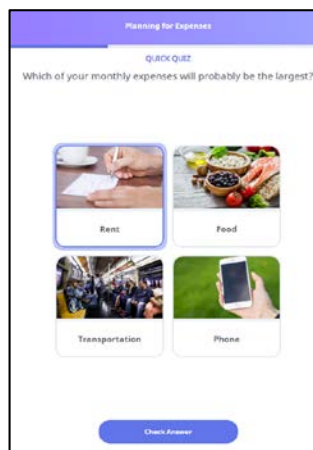 Planning for Expenses
QUICK QUIZ
Which of your monthly expenses will probably be the largest?
Rent
Food
Transportation
Phone
Check Answer